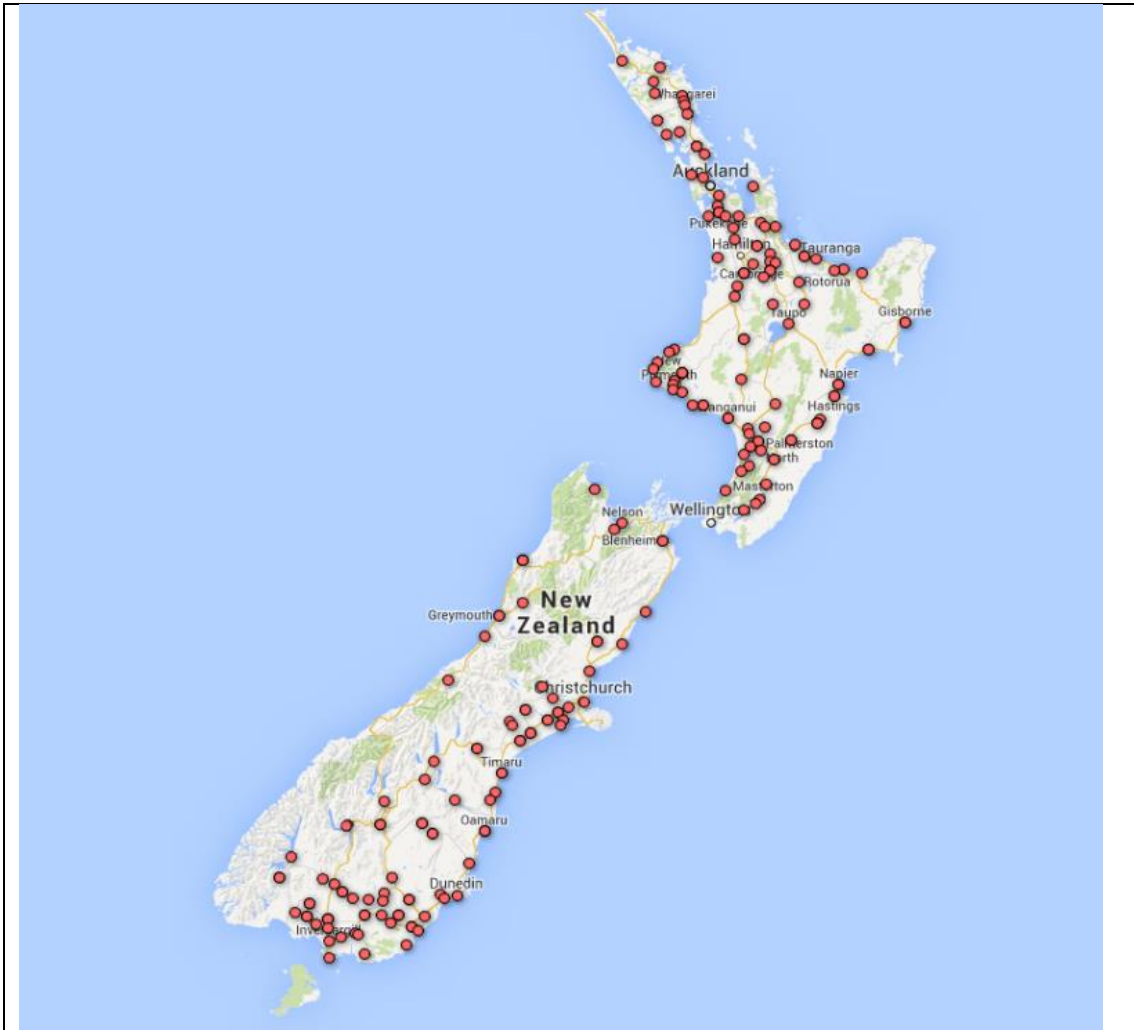 Whangarei
Auckland
Pukekohe
Hamilton
Tauranga
Cambridge
Rotorua
Taupo
Gisborne
New
Plymouth
Napier
Hastings
Wanganui
Palmerston
North
Masterton
Wellington
Nelson
Blenheim
Greymouth
New
Zealand
Christchurch
Timaru
Oamaru
Dunedin
Invercargill